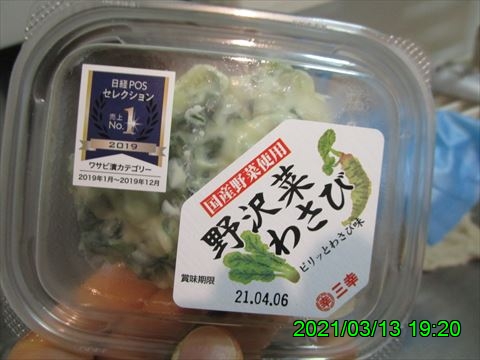 日経POS
セレクション
売上
No.1
2019
ワサビ漬カテゴリー
2019年1月~2019年12月
国産野菜使用
野沢菜
わさび
ピリッとわさび味
賞味期限
21.04.06
三幸
2021/03/13 19:20